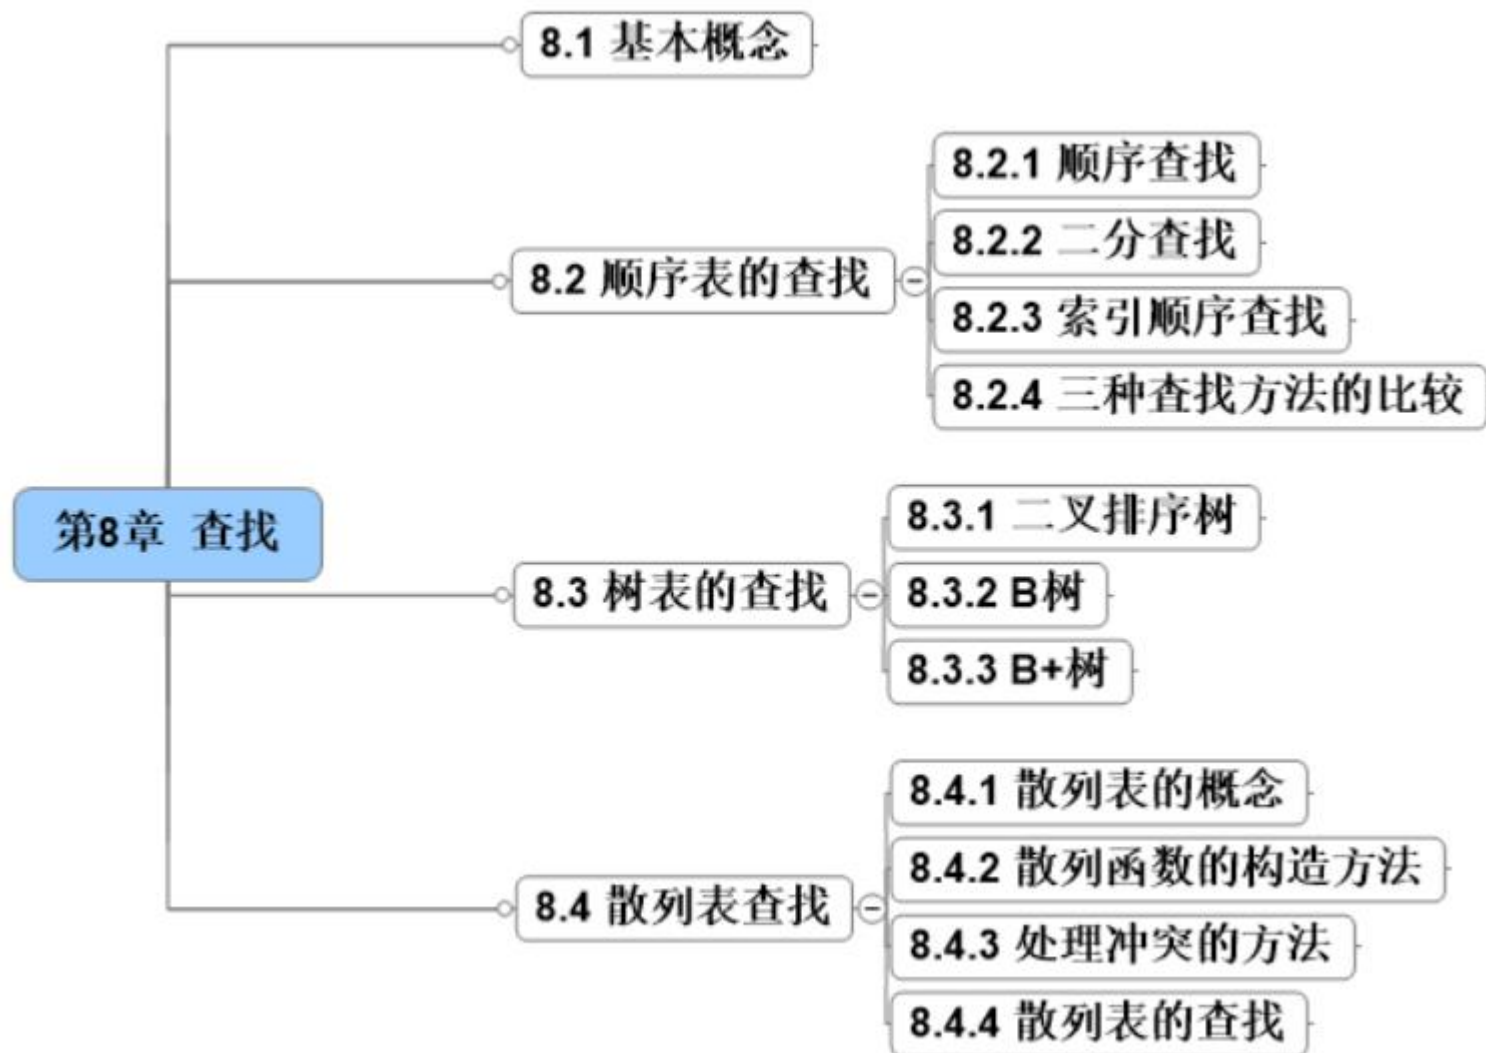 第8章 查找
8.1 基本概念
8.2 顺序表的查找
8.2.1 顺序查找
8.2.2 二分查找
8.2.3 索引顺序查找
8.2.4 三种查找方法的比较
8.3 树表的查找
8.3.1 二叉排序树
8.3.2 B树
8.3.3 B+树
8.4 散列表查找
8.4.1 散列表的概念
8.4.2 散列函数的构造方法
8.4.3 处理冲突的方法
8.4.4 散列表的查找